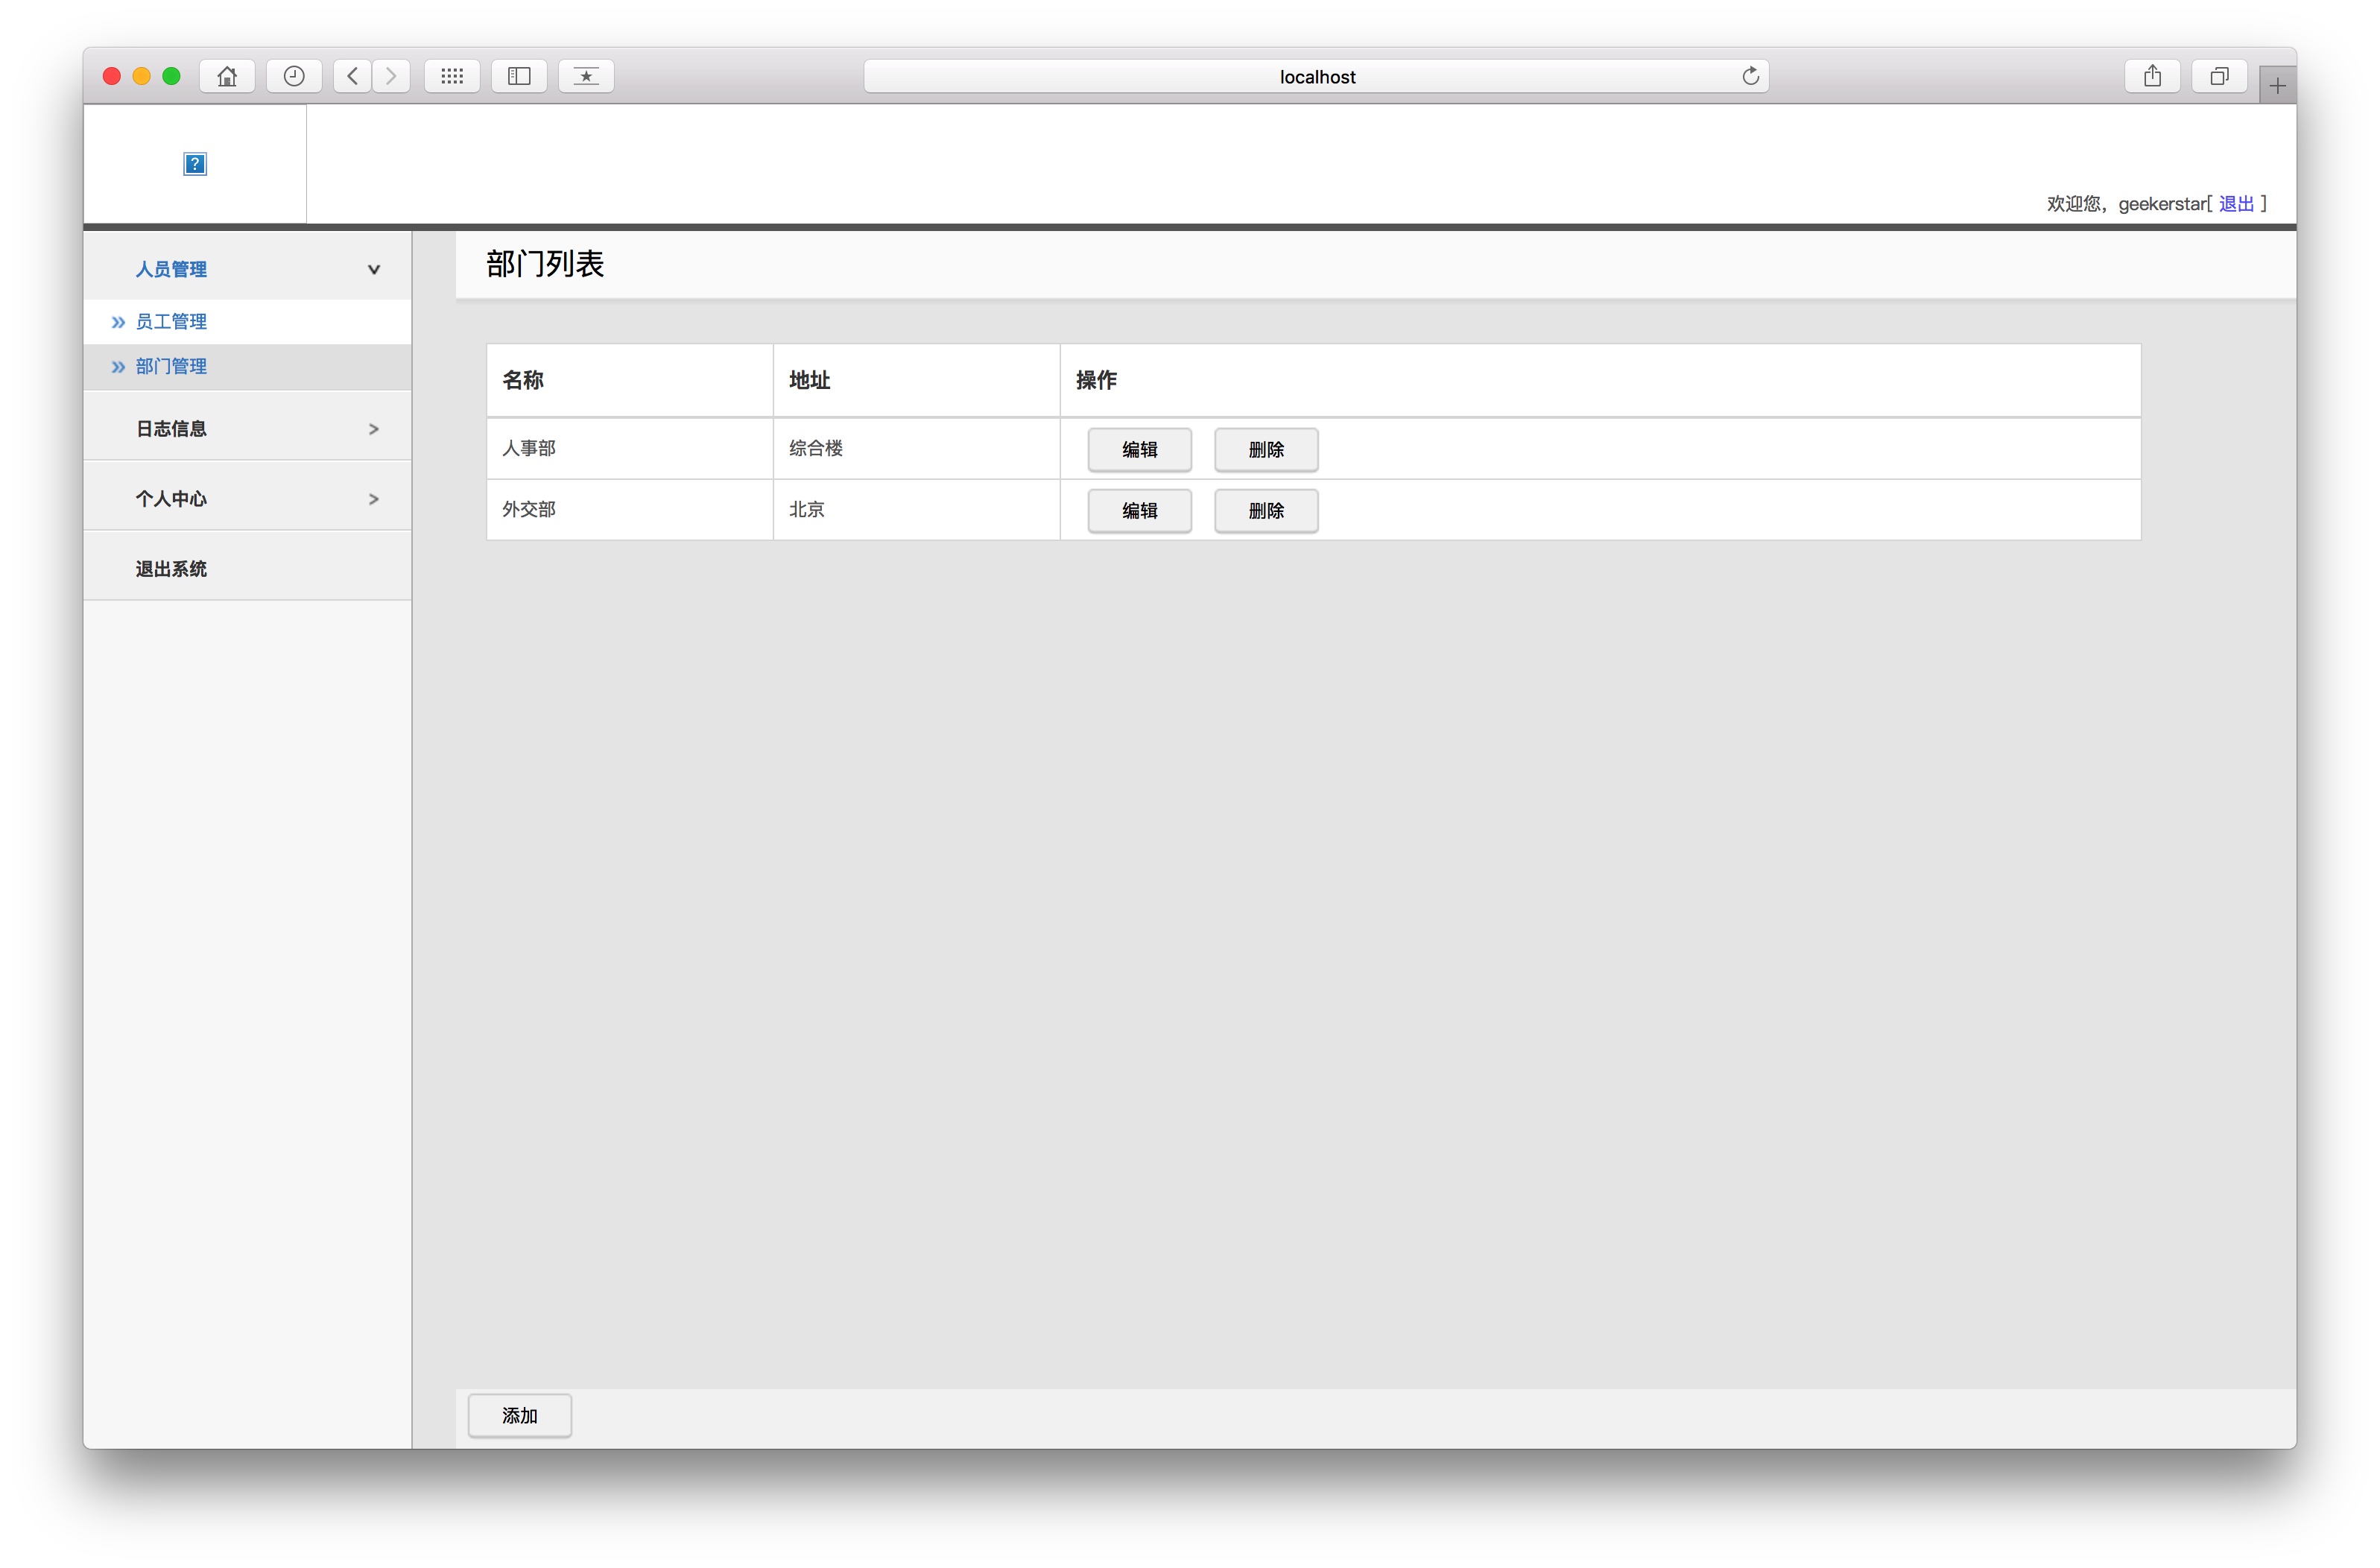 localhost
欢迎您，geekerstar[ 退出 ]
人员管理
员工管理
部门管理
日志信息
个人中心
退出系统
部门列表
名称 地址 操作
人事部 综合楼 编辑 删除
外交部 北京 编辑 删除
添加